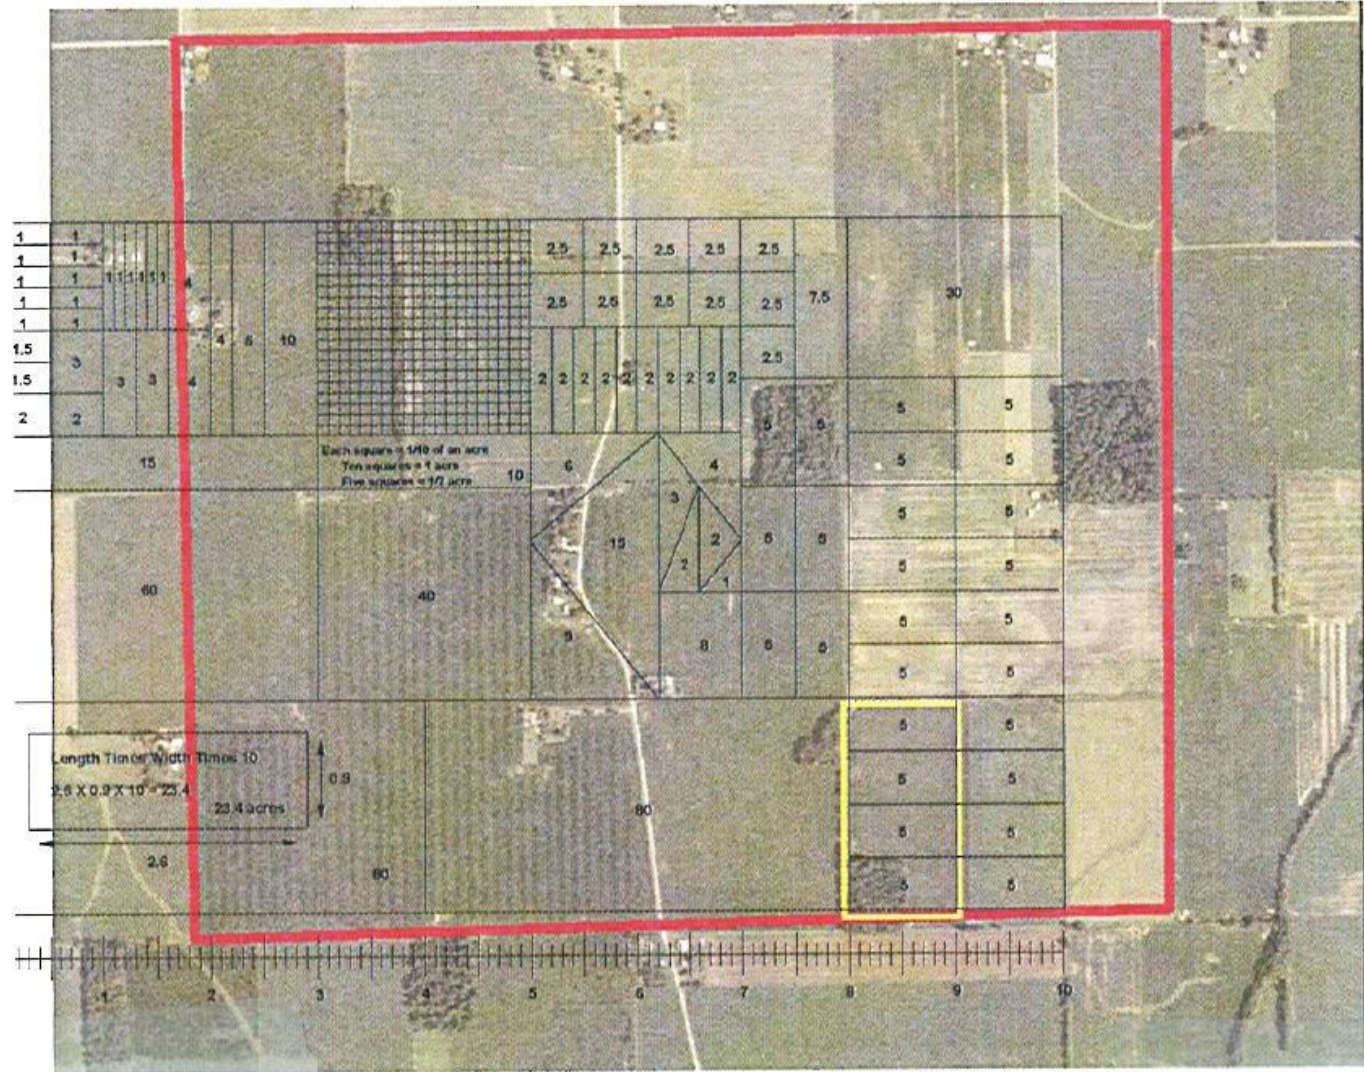 1 1
1 1
1 1
1 1
1 1
1 1 1 1 1 1
4
4 6 10
1.5 3
1.5 3 3 4
2 2
2.5 2.5 2.5 2.5 2.5
2.5 2.5 2.5 2.5 2.5
7.5 30
2 2 2 2 2 2 2 2 2 2
2.5
5 5
5 5
5 5
15
Each square = 1/10 of an acre
Ten squares = 1 acre
Five squares = 1/2 acre
10
6 4
3
5 5
15 2 5 5
2 1
5 5
60 40
9 8 5 5
5 5
5 5
5 5
Length Times Width Times 10
2.6 X 0.9 X 10 = 23.4
23.4 acres
0.9
2.6
5 5
5 5
80
5 5
80
5 5
1 2 3 4 5 6 7 8 9 10